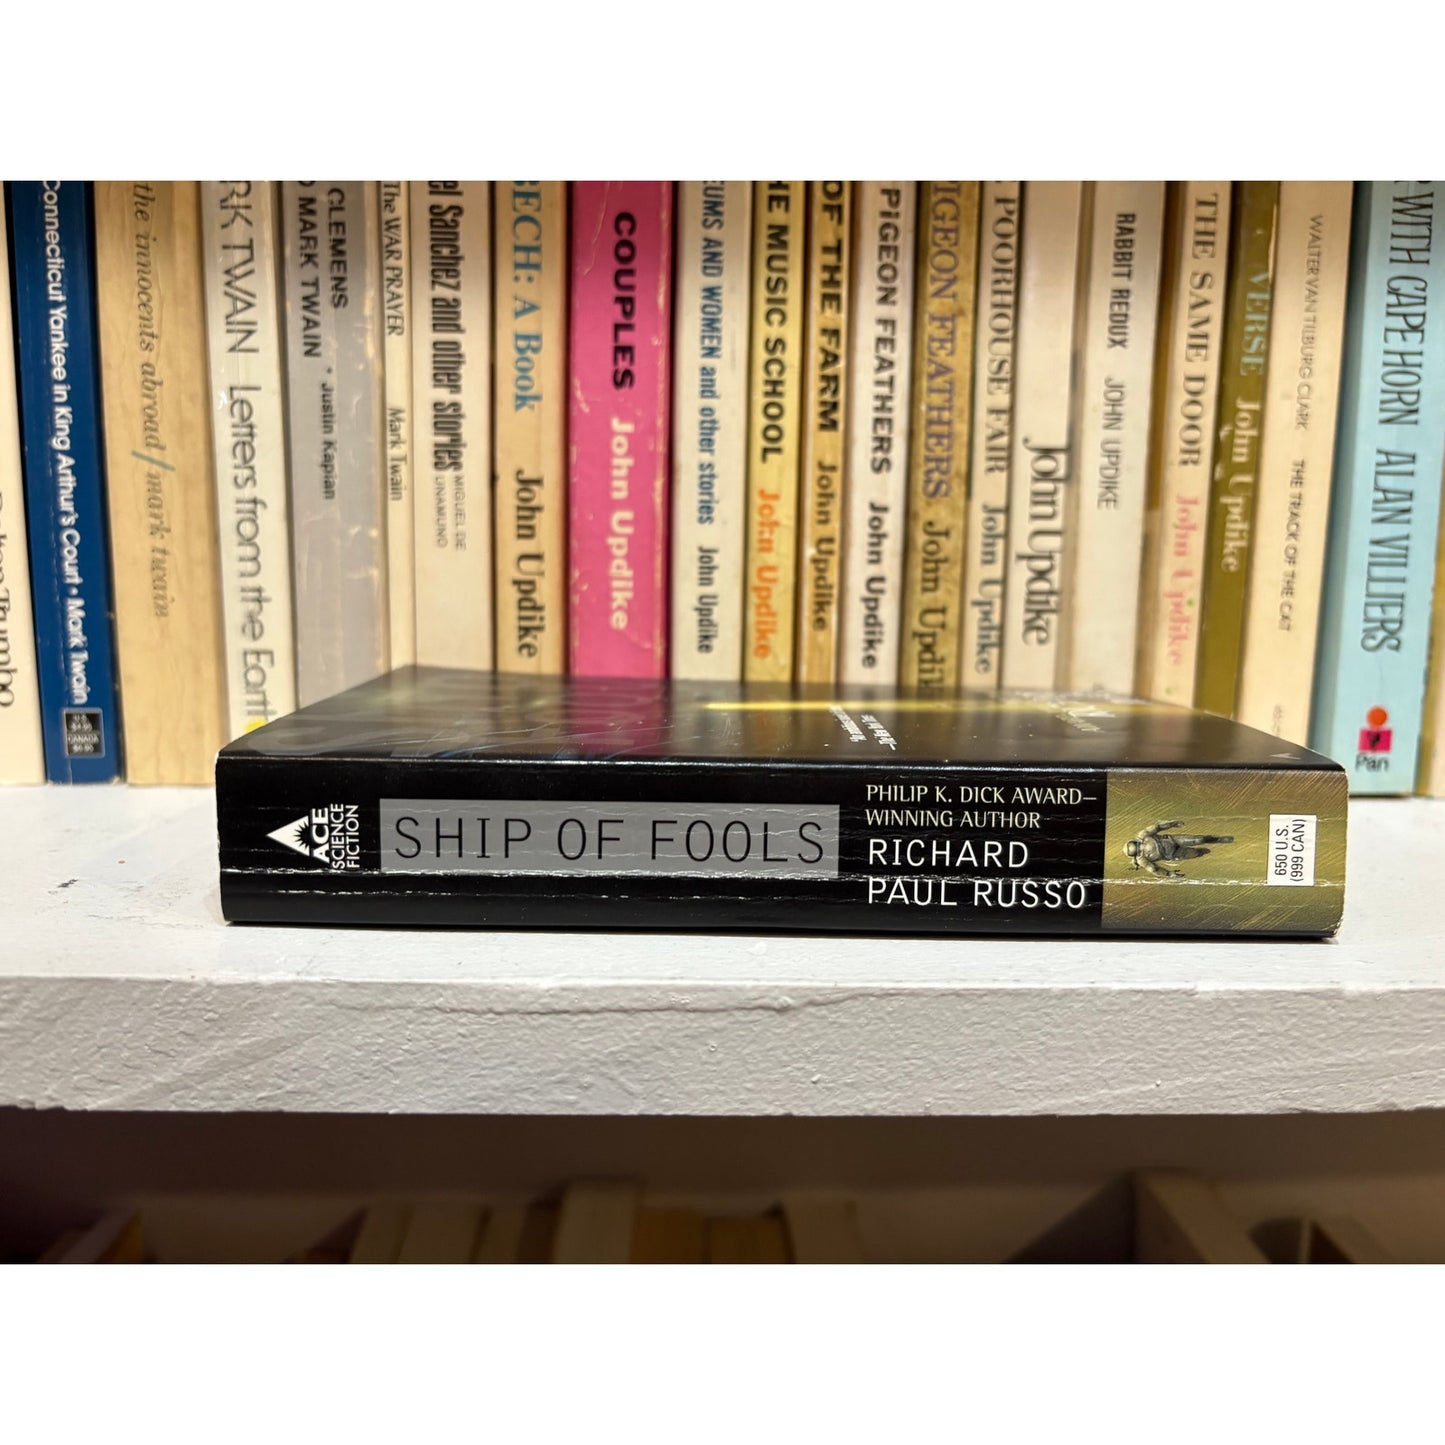 Connecticut Yankee in King Arthur's Court • Mark Twain
CANADA
the innocents abroad / mark twain
TWAIN Letters from the Earth
CLEMENS
MARK TWAIN • Justin Kaplan
The WAR PRAYER Mark Twain
Sanchez and other stories MIGUEL DE
UNAMUNO
BECH: A Book John Updike
COUPLES John Updike
AND WOMEN and other stories John Updike
THE MUSIC SCHOOL John Updike
OF THE FARM John Updike
PIGEON FEATHERS John Updike
PIGEON FEATHERS John Updike
POORHOUSE FAIR John Updike
John Updike
RABBIT REDUX JOHN UPDIKE
THE SAME DOOR John Updike
VERSE John Updike
WALTER VAN TILBURG CLARK THE TRACK OF THE CAT
WITH CAPE HORN ALAN VILLIERS
Pan
ACE
SCIENCE
FICTION
SHIP OF FOOLS
PHILIP K. DICK AWARD—
WINNING AUTHOR
RICHARD
PAUL RUSSO
650 U.S.
(999 CAN)